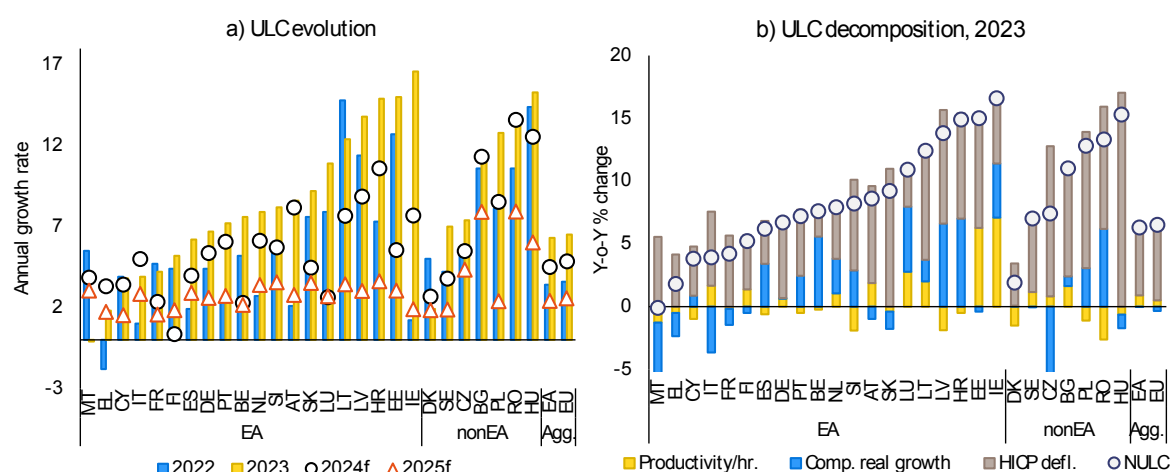 a) ULC evolution
Annual growth rate
17
12
7
2
-3
MT EL CY IT FR FI ES DE PT BE NL SI AT SK LU LT LV HR EE IE DK SE CZ BG PL RO HU EA EU
EA nonEA Agg.
2022 2023 2024f 2025f
b) ULC decomposition, 2023
Y-o-Y % change
20
15
10
5
0
-5
MT EL CY IT FR FI ES DE PT BE NL SI AT SK LU LT LV HR EE IE DK SE CZ BG PL RO HU EA EU
EA nonEA Agg.
Productivity/hr. Comp. real growth HICP defl. NULC